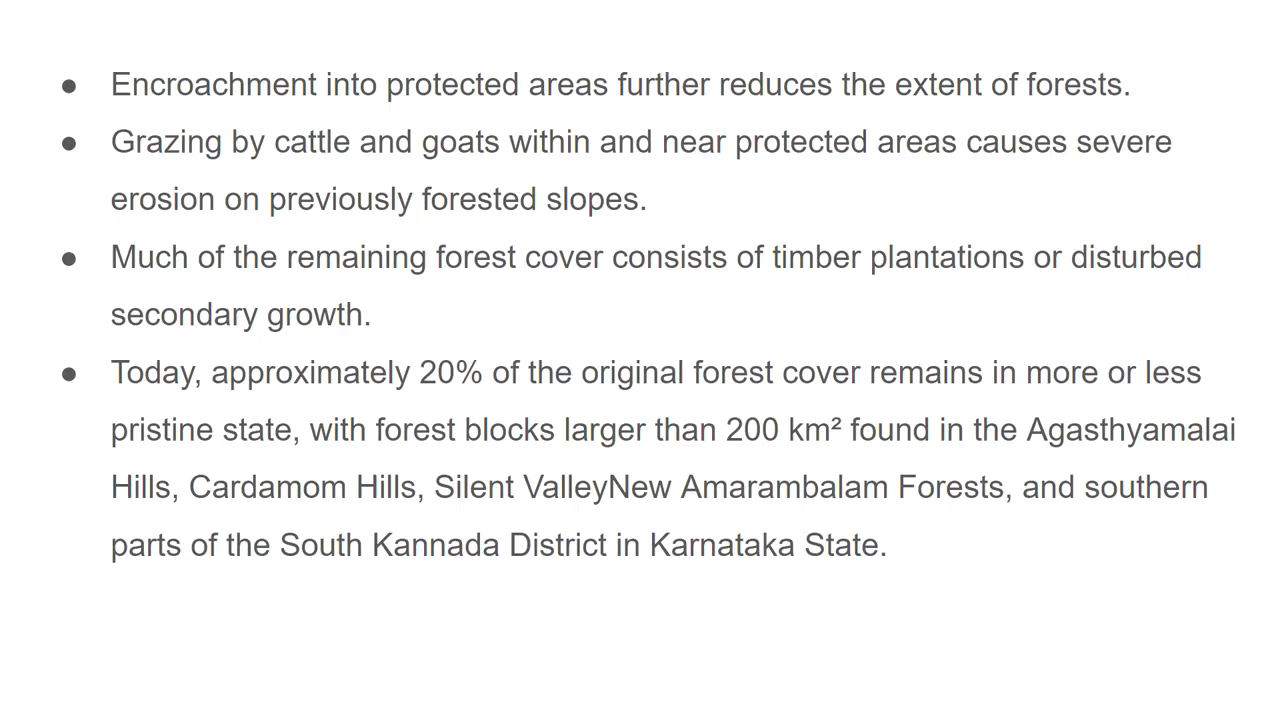 ● Encroachment into protected areas further reduces the extent of forests.
● Grazing by cattle and goats within and near protected areas causes severe
erosion on previously forested slopes.
● Much of the remaining forest cover consists of timber plantations or disturbed
secondary growth.
● Today, approximately 20% of the original forest cover remains in more or less
pristine state, with forest blocks larger than 200 km² found in the Agasthyamalai
Hills, Cardamom Hills, Silent ValleyNew Amarambalam Forests, and southern
parts of the South Kannada District in Karnataka State.